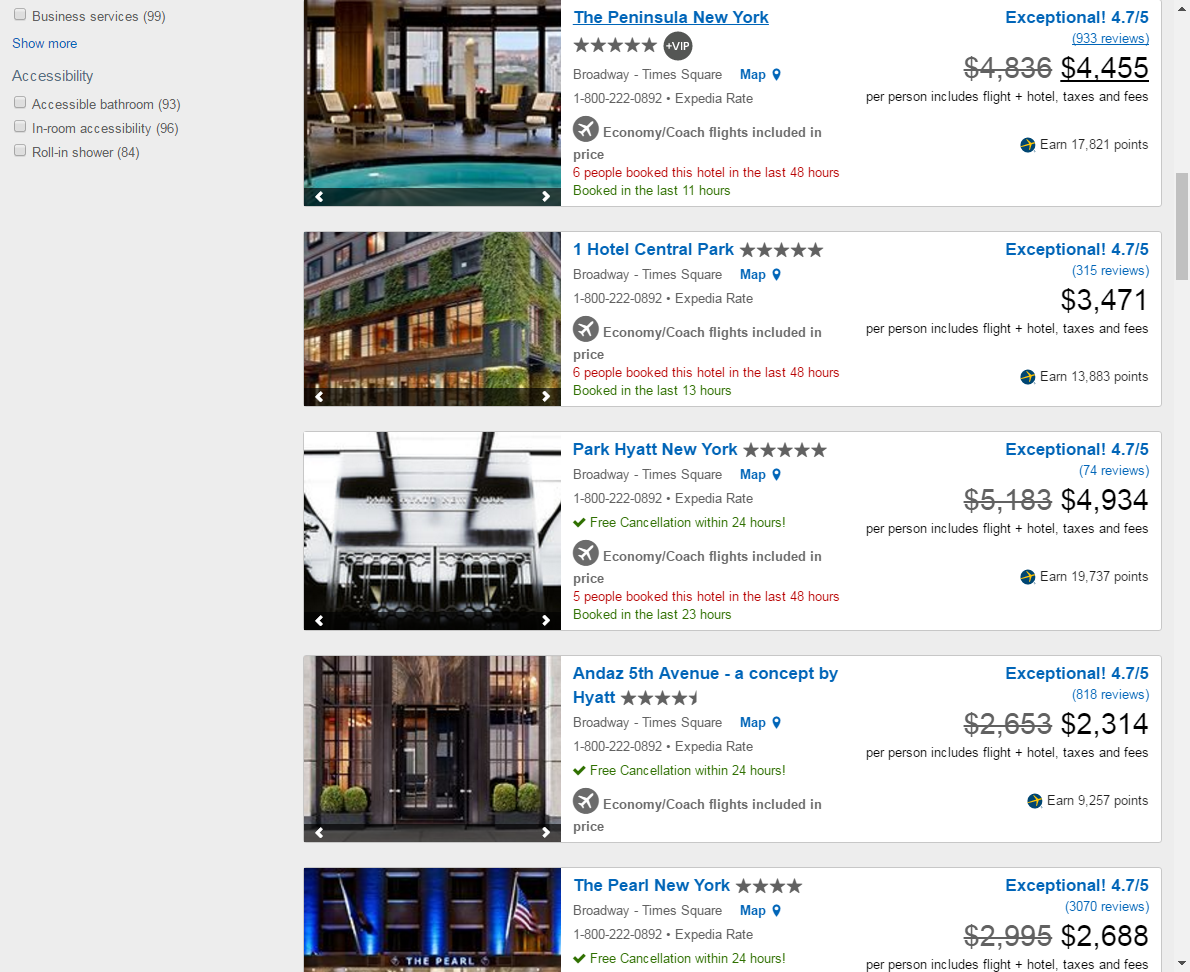 Business services (99)
Show more
Accessibility
Accessible bathroom (93)
In-room accessibility (96)
Roll-in shower (84)
The Peninsula New York
+VIP
Broadway - Times Square Map
1-800-222-0892 • Expedia Rate
Economy/Coach flights included in
price
6 people booked this hotel in the last 48 hours
Booked in the last 11 hours
Exceptional! 4.7/5
(933 reviews)
$4,836 $4,455
per person includes flight + hotel, taxes and fees
Earn 17,821 points
1 Hotel Central Park
Broadway - Times Square Map
1-800-222-0892 • Expedia Rate
Economy/Coach flights included in
price
6 people booked this hotel in the last 48 hours
Booked in the last 13 hours
Exceptional! 4.7/5
(315 reviews)
$3,471
per person includes flight + hotel, taxes and fees
Earn 13,883 points
PARK HYATT NEW YORK
Park Hyatt New York
Broadway - Times Square Map
1-800-222-0892 • Expedia Rate
Free Cancellation within 24 hours!
Economy/Coach flights included in
price
5 people booked this hotel in the last 48 hours
Booked in the last 23 hours
Exceptional! 4.7/5
(74 reviews)
$5,183 $4,934
per person includes flight + hotel, taxes and fees
Earn 19,737 points
Andaz 5th Avenue - a concept by
Hyatt
Broadway - Times Square Map
1-800-222-0892 • Expedia Rate
Free Cancellation within 24 hours!
Economy/Coach flights included in
price
Exceptional! 4.7/5
(818 reviews)
$2,653 $2,314
per person includes flight + hotel, taxes and fees
Earn 9,257 points
THE PEARL
The Pearl New York
Broadway - Times Square Map
1-800-222-0892 • Expedia Rate
Free Cancellation within 24 hours!
Exceptional! 4.7/5
(3070 reviews)
$2,995 $2,688
per person includes flight + hotel, taxes and fees